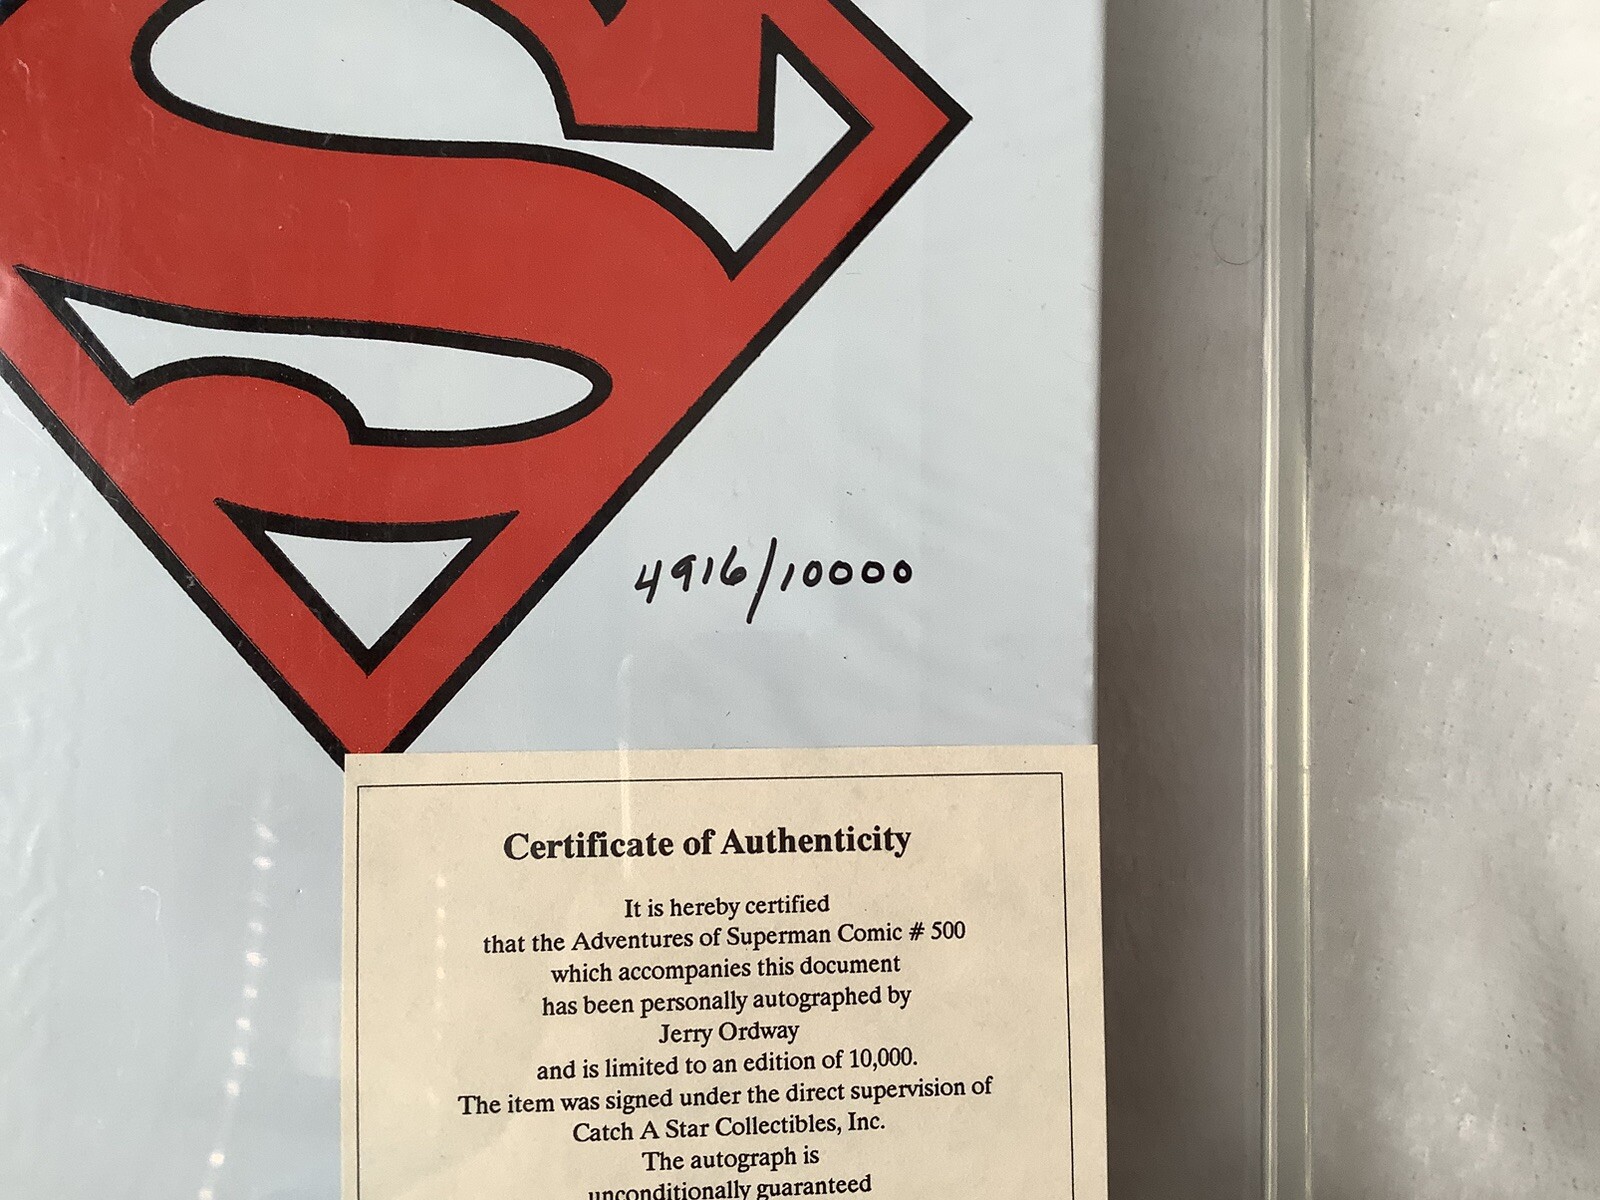 4916/10000
Certificate of Authenticity
It is hereby certified
that the Adventures of Superman Comic # 500
which accompanies this document
has been personally autographed by
Jerry Ordway
and is limited to an edition of 10,000.
The item was signed under the direct supervision of
Catch A Star Collectibles, Inc.
The autograph is
unconditionally guaranteed